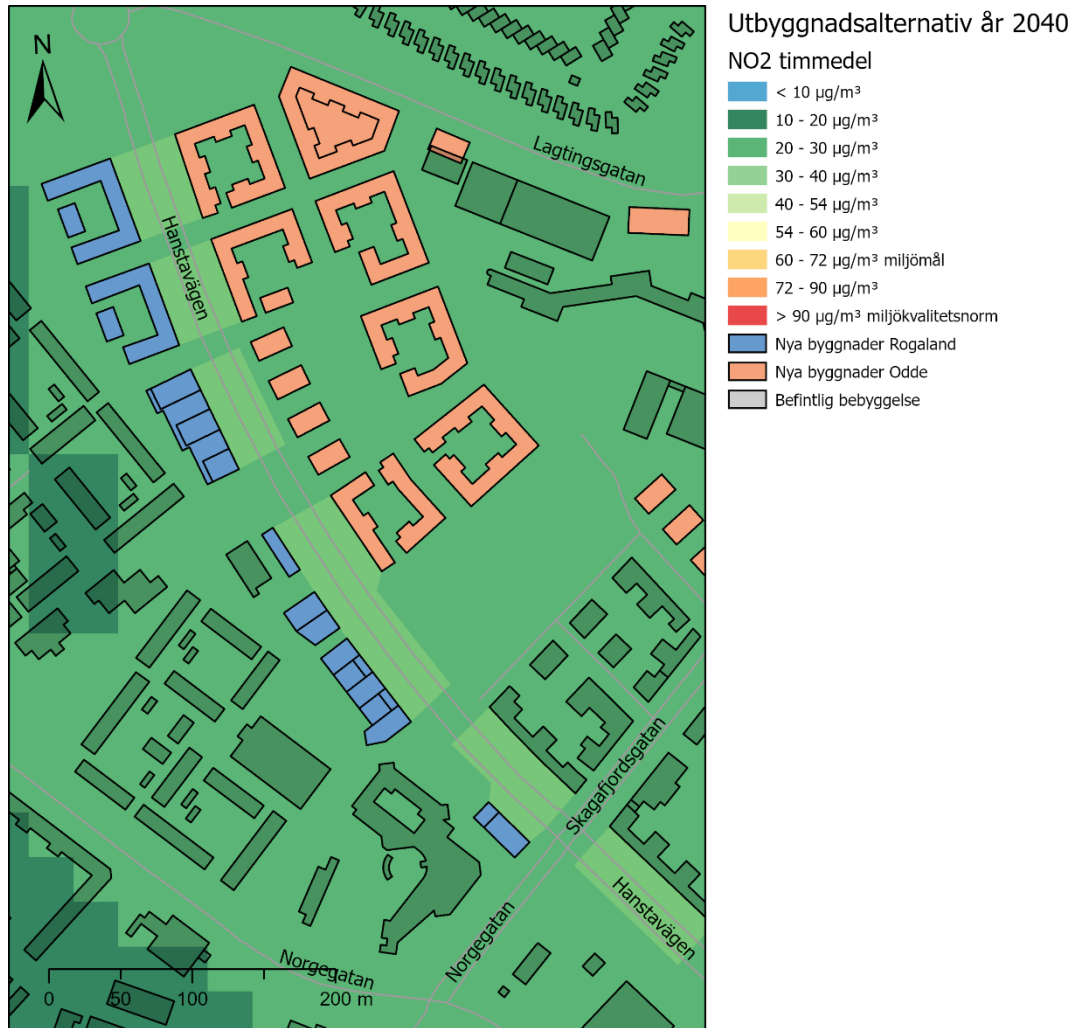 Utbyggnadsalternativ år 2040
NO2 timmedel
< 10 µg/m³
10 - 20 µg/m³
20 - 30 µg/m³
30 - 40 µg/m³
40 - 54 µg/m³
54 - 60 µg/m³
60 - 72 µg/m³ miljömål
72 - 90 µg/m³
> 90 µg/m³ miljökvalitetsnorm
Nya byggnader Rogaland
Nya byggnader Odde
Befintlig bebyggelse
N
Lagtingsgatan
Hanstavägen
Skagafjordsgatan
Hanstavägen
Norgegatan
Norgegatan
0 50 100 200 m